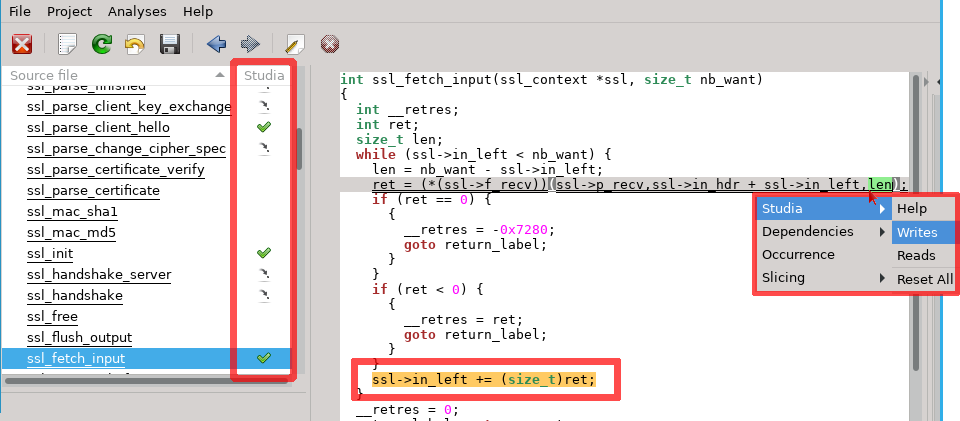 File Project Analyses Help
Source file Studia
ssl_parse_finished
ssl_parse_client_key_exchange
ssl_parse_client_hello
ssl_parse_change_cipher_spec
ssl_parse_certificate_verify
ssl_parse_certificate
ssl_mac_sha1
ssl_mac_md5
ssl_init
ssl_handshake_server
ssl_handshake
ssl_free
ssl_flush_output
ssl_fetch_input
int ssl_fetch_input(ssl_context *ssl, size_t nb_want)
{
int __retres;
int ret;
size_t len;
while (ssl->in_left < nb_want) {
len = nb_want - ssl->in_left;
ret = (*(ssl->f_recv))(ssl->p_recv,ssl->in_hdr + ssl->in_left,len);
if (ret == 0) {
{
__retres = -0x7280;
goto return_label;
}
}
if (ret < 0) {
{
__retres = ret;
goto return_label;
}
}
ssl->in_left += (size_t)ret;
}
__retres = 0;
Studia
Dependencies
Occurrence
Slicing
Help
Writes
Reads
Reset All